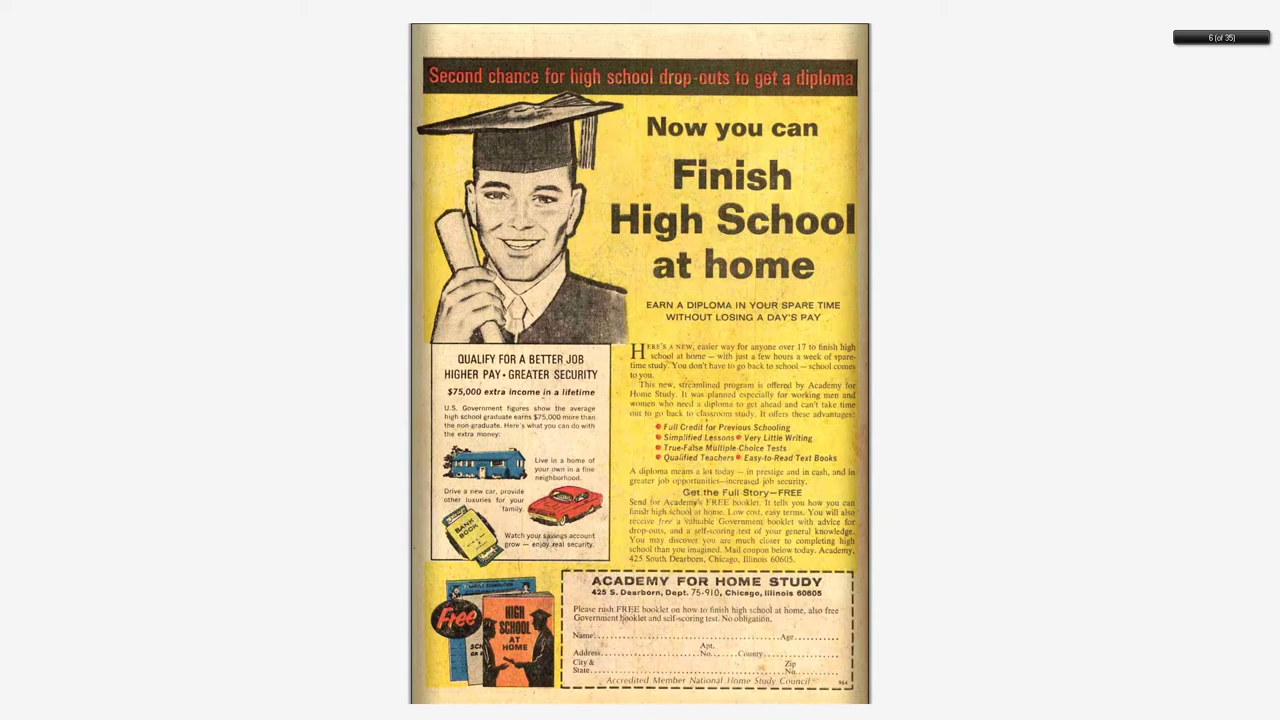 6 (of 35)
Second chance for high school drop-outs to get a diploma
Now you can
Finish
High School
at home
EARN A DIPLOMA IN YOUR SPARE TIME
WITHOUT LOSING A DAY'S PAY
QUALIFY FOR A BETTER JOB
HIGHER PAY • GREATER SECURITY
$75,000 extra income in a lifetime
U.S. Government figures show the average
high school graduate earns $75,000 more than
the non graduate. Here's what you can do with
the extra money:
Live in a home of
your own in a fine
neighborhood.
Drive a new car, provide
other luxuries for your
family.
BANK
BOOK
Watch your savings account
grow — enjoy real security.
HERE'S A NEW, easier way for anyone over 17 to finish high
school at home — with just a few hours a week of spare-
time study. You don't have to go back to school — school comes
to you.
This new, streamlined program is offered by Academy for
Home Study. It was planned especially for working men and
women who need a diploma to get ahead and can't take time
out to go back to classroom study. It offers these advantages:
• Full Credit for Previous Schooling
• Simplified Lessons • Very Little Writing
• True-False Multiple-Choice Tests
• Qualified Teachers • Easy-to-Read Text Books
A diploma means a lot today — in prestige and in cash, and in
greater job opportunities—increased job security.
Get the Full Story—FREE
Send for Academy's FREE booklet. It tells you how you can
finish high school at home. Low cost, easy terms. You will also
receive free a valuable Government booklet with advice for
drop-outs, and a self-scoring test of your general knowledge.
You may discover you are much closer to completing high
school than you imagined. Mail coupon below today. Academy,
425 South Dearborn, Chicago, Illinois 60605.
Free
HIGH
SCHOOL
AT
HOME
ACADEMY FOR HOME STUDY
425 S. Dearborn, Dept. 75-910, Chicago, Illinois 60605
Please rush FREE booklet on how to finish high school at home, also free
Government booklet and self-scoring test. No obligation.
Name Age
Address Apt. No. County
City & State Zip No.
Accredited Member National Home Study Council